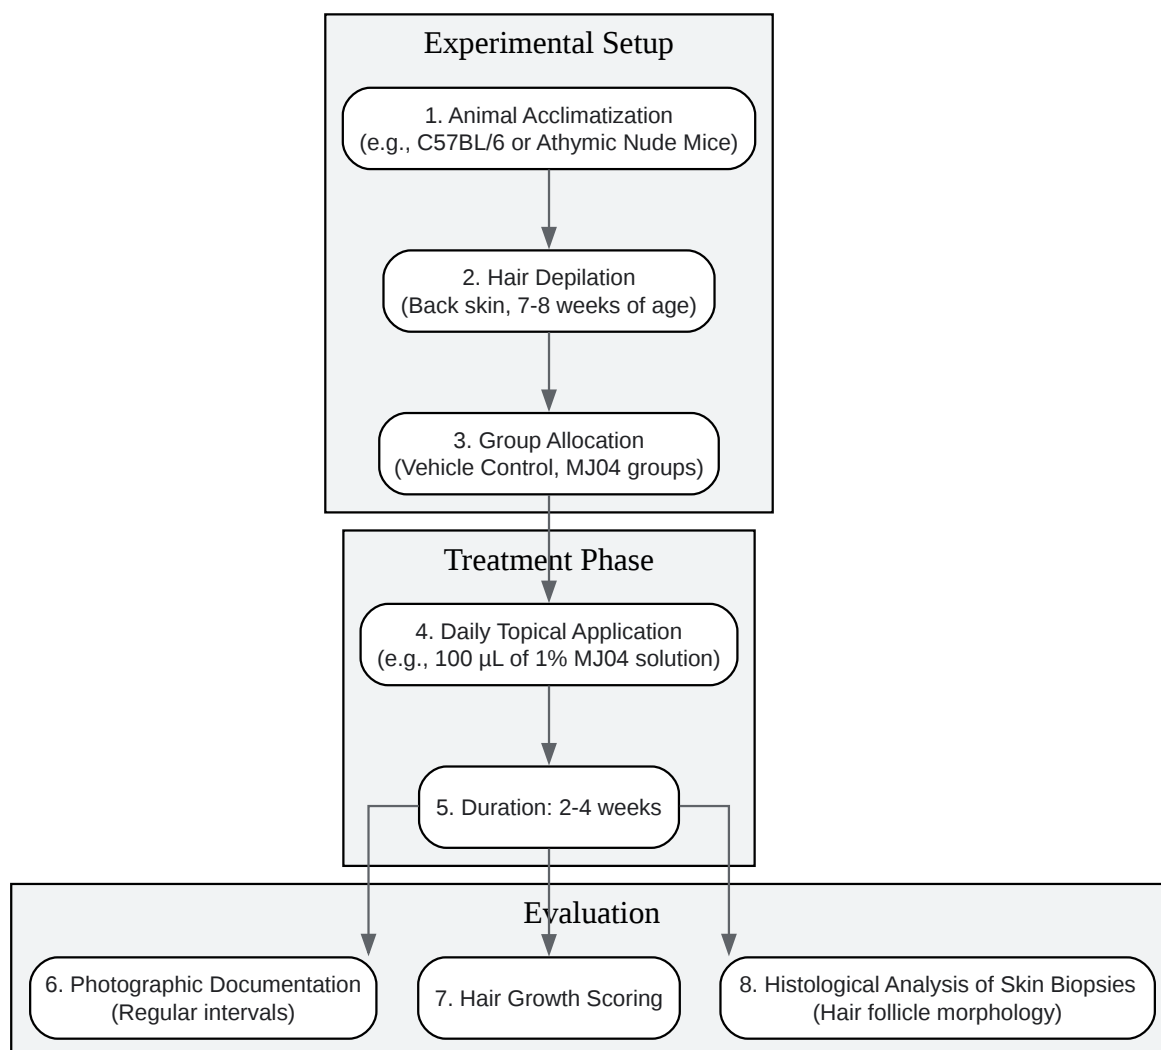 Experimental Setup
1. Animal Acclimatization
(e.g., C57BL/6 or Athymic Nude Mice)
2. Hair Depilation
(Back skin, 7-8 weeks of age)
3. Group Allocation
(Vehicle Control, MJ04 groups)
Treatment Phase
4. Daily Topical Application
(e.g., 100 µL of 1% MJ04 solution)
5. Duration: 2-4 weeks
Evaluation
6. Photographic Documentation
(Regular intervals)
7. Hair Growth Scoring
8. Histological Analysis of Skin Biopsies
(Hair follicle morphology)